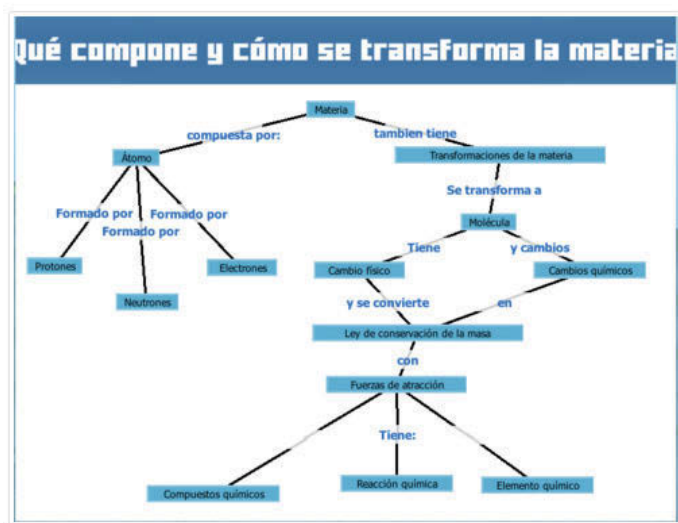 Qué compone y cómo se transforma la materia
Materia
compuesta por:
tambien tiene
Átomo
Transformaciones de la materia
Se transforma a
Formado por
Formado por
Formado por
Molécula
Tiene
y cambios
Protones
Electrones
Cambio físico
Cambios químicos
Neutrones
y se convierte
en
Ley de conservación de la masa
con
Fuerzas de atracción
Tiene:
Compuestos químicos
Reacción química
Elemento químico